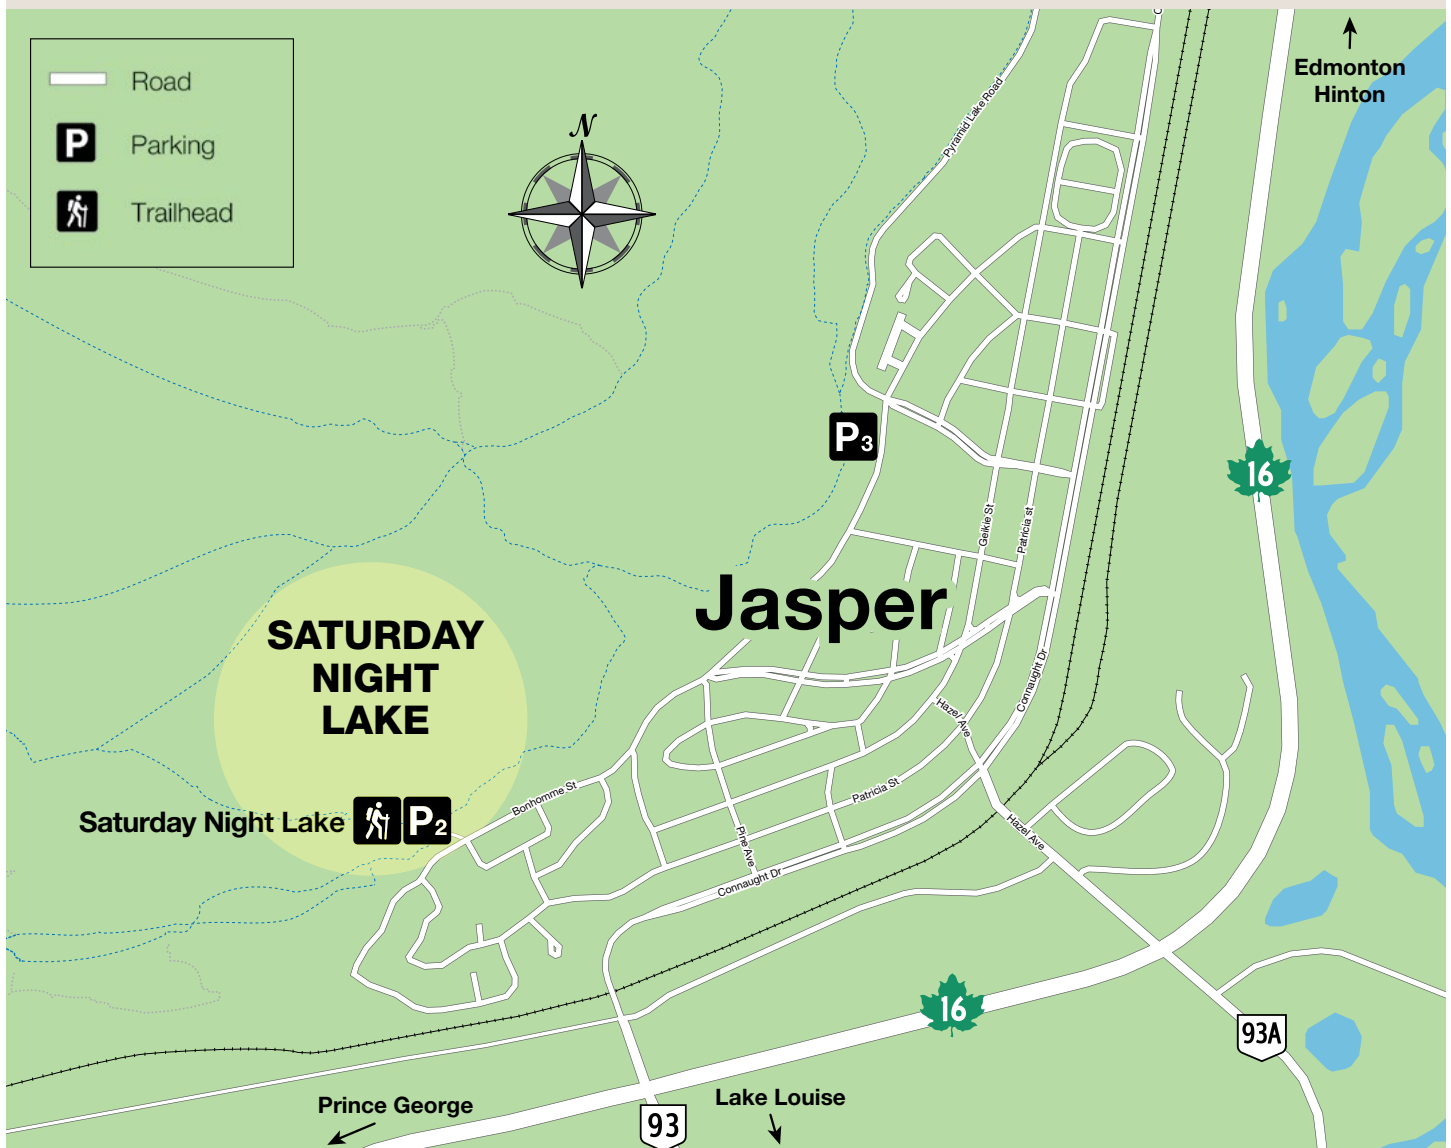 Road
P
Parking
Trailhead
N
Edmonton
Hinton
Pyramid Lake Road
C
P3
16
Geikie St
Patricia st
Jasper
SATURDAY
NIGHT
LAKE
Connaught Dr
Hazel Ave
Bonhomme St
Patricia St
Saturday Night Lake
P2
Pine Ave
Hazel Ave
Connaught Dr
16
93A
Prince George
Lake Louise
93